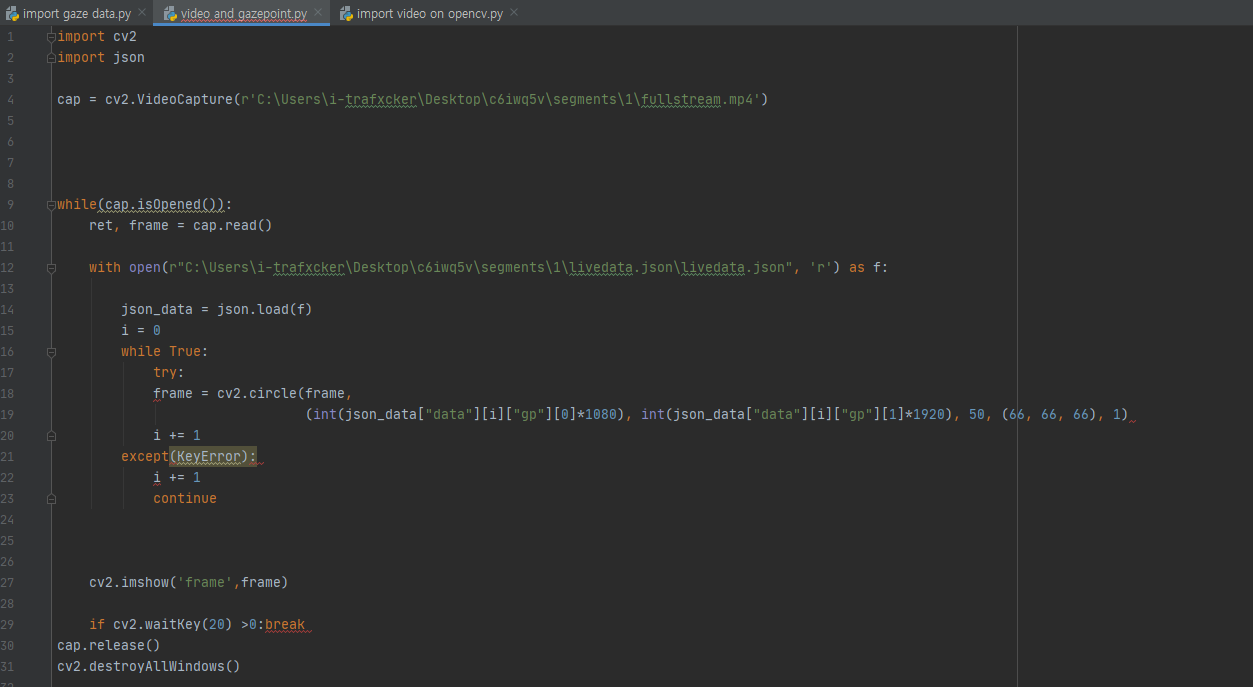 import gaze data.py × video and gazepoint.py × import video on opencv.py ×
1 import cv2
2 import json
3
4 cap = cv2.VideoCapture(r'C:\Users\i-trafxcker\Desktop\c6iwq5v\segments\1\fullstream.mp4')
5
6
7
8
9 while(cap.isOpened()):
10     ret, frame = cap.read()
11
12     with open(r"C:\Users\i-trafxcker\Desktop\c6iwq5v\segments\1\livedata.json\livedata.json", 'r') as f:
13
14         json_data = json.load(f)
15         i = 0
16         while True:
17             try:
18             frame = cv2.circle(frame,
19                                (int(json_data["data"][i]["gp"][0]*1080), int(json_data["data"][i]["gp"][1]*1920), 50, (66, 66, 66), 1)
20             i += 1
21         except(KeyError):
22             i += 1
23             continue
24
25
26
27     cv2.imshow('frame',frame)
28
29     if cv2.waitKey(20) >0:break
30 cap.release()
31 cv2.destroyAllWindows()
32